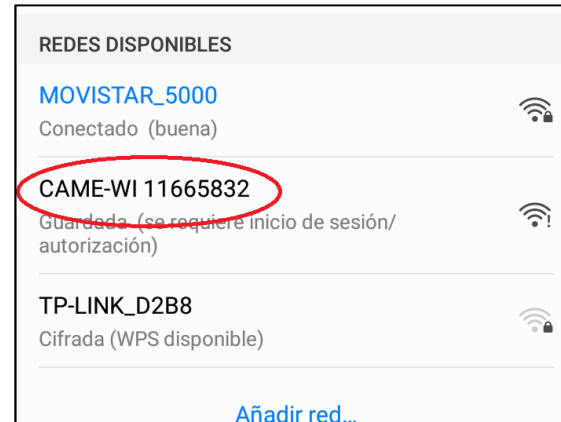 REDES DISPONIBLES
MOVISTAR_5000
Conectado (buena)
CAME-WI 11665832
Guardada (se requiere inicio de sesión/
autorización)
TP-LINK_D2B8
Cifrada (WPS disponible)
Añadir red...